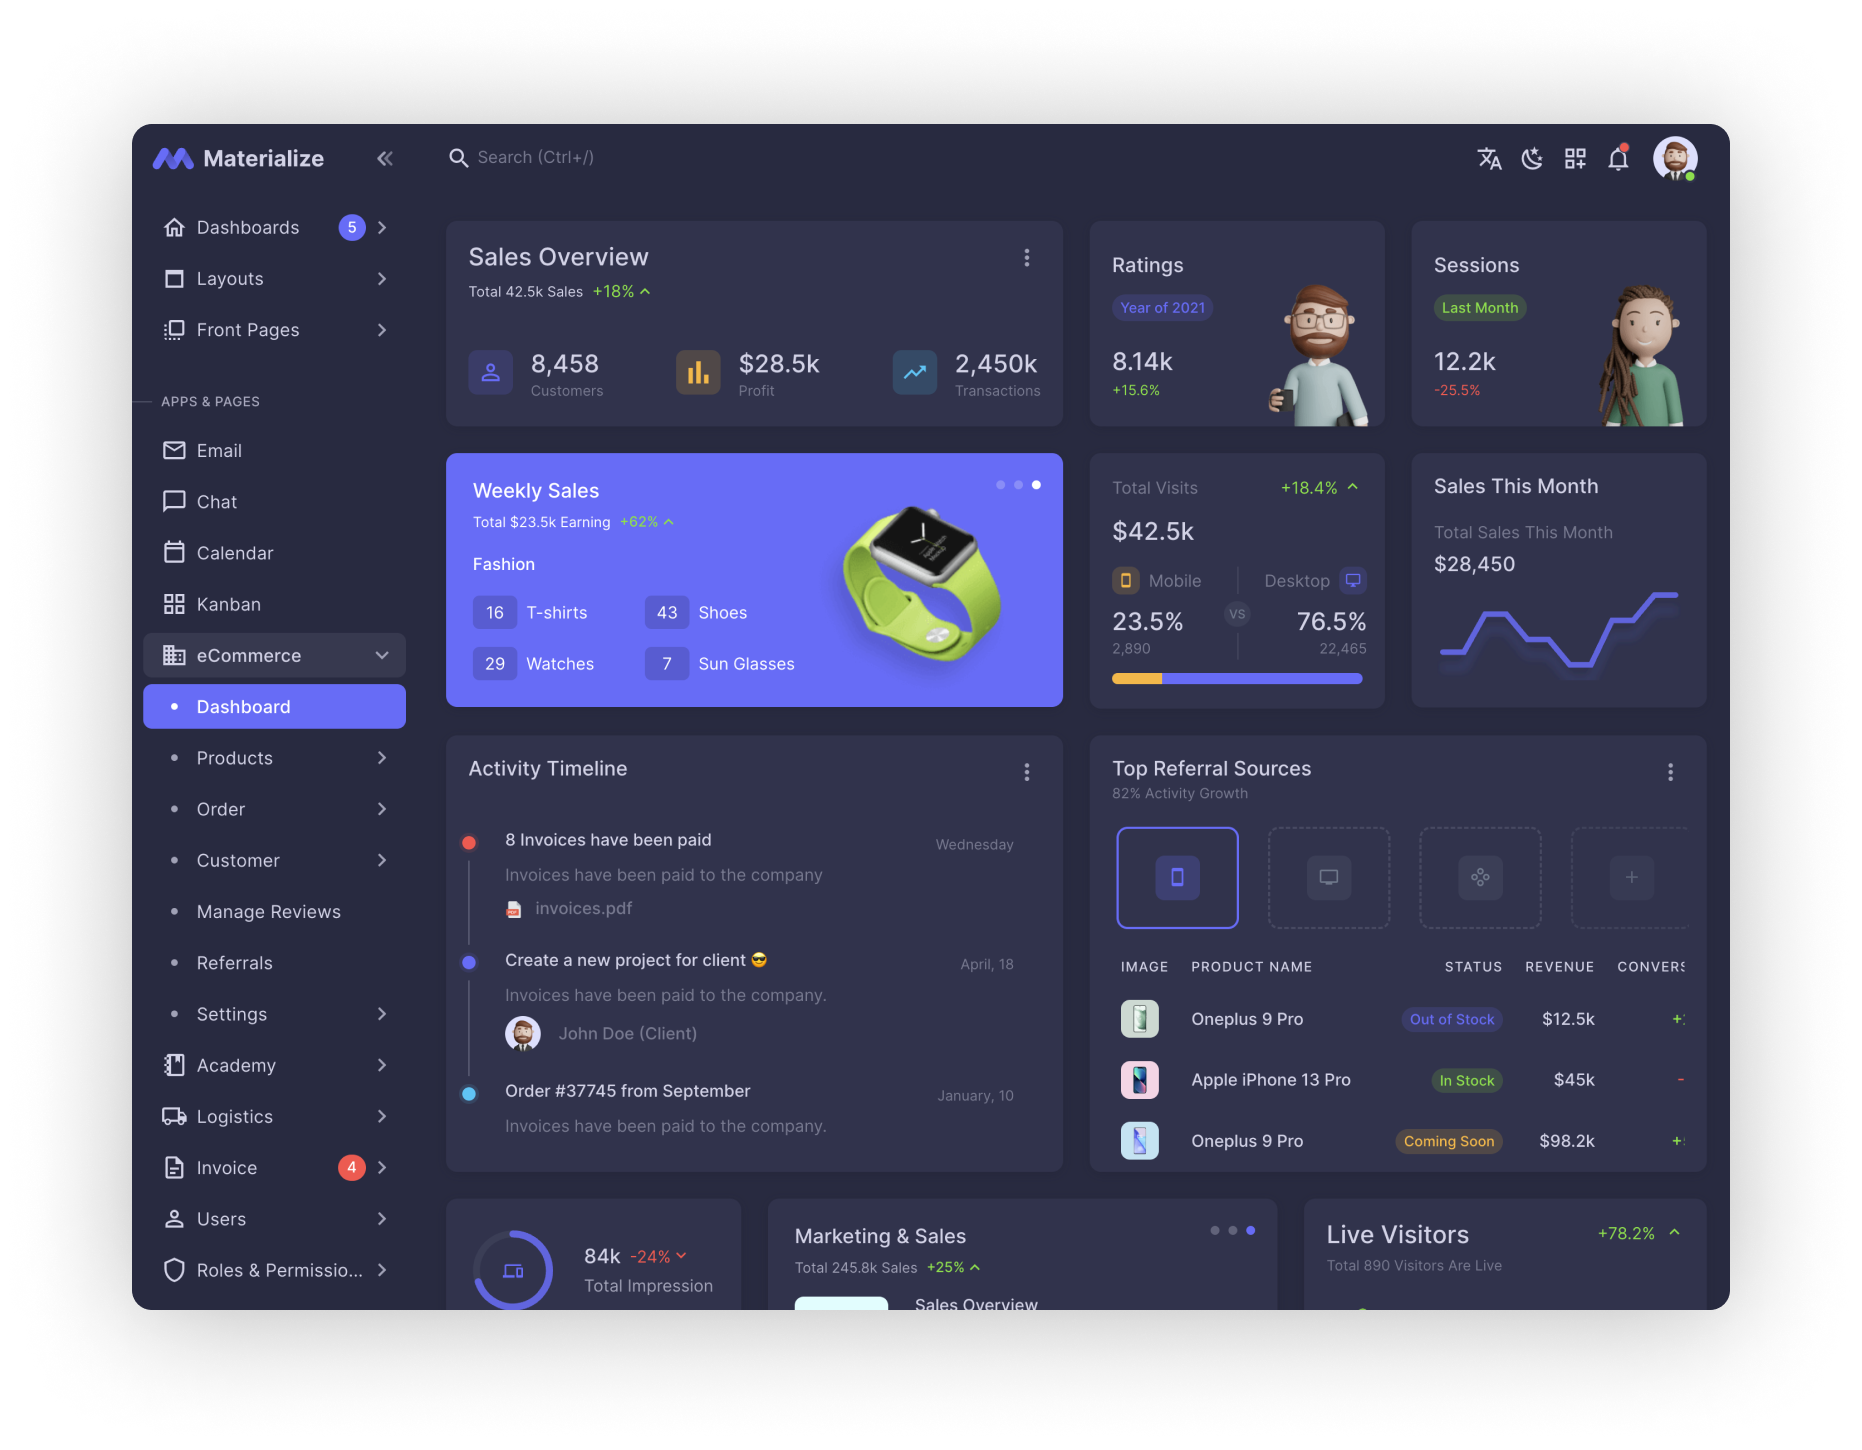 Materialize
Search (Ctrl+/)
Dashboards 5
Layouts
Front Pages
APPS & PAGES
Email
Chat
Calendar
Kanban
eCommerce
Dashboard
Products
Order
Customer
Manage Reviews
Referrals
Settings
Academy
Logistics
Invoice 4
Users
Roles & Permissio...
Sales Overview
Total 42.5k Sales +18%
8,458
Customers
$28.5k
Profit
2,450k
Transactions
Ratings
Year of 2021
8.14k
+15.6%
Sessions
Last Month
12.2k
-25.5%
Weekly Sales
Total $23.5k Earning +62%
Fashion
16 T-shirts
43 Shoes
29 Watches
7 Sun Glasses
Total Visits +18.4%
$42.5k
Mobile
Desktop
23.5%
VS
76.5%
2,890
22,465
Sales This Month
Total Sales This Month
$28,450
Activity Timeline
8 Invoices have been paid
Wednesday
Invoices have been paid to the company
invoices.pdf
Create a new project for client 😎
April, 18
Invoices have been paid to the company.
John Doe (Client)
Order #37745 from September
January, 10
Invoices have been paid to the company.
Top Referral Sources
82% Activity Growth
IMAGE PRODUCT NAME STATUS REVENUE CONVERS
Oneplus 9 Pro Out of Stock $12.5k
Apple iPhone 13 Pro In Stock $45k -
Oneplus 9 Pro Coming Soon $98.2k
84k -24%
Total Impression
Marketing & Sales
Total 245.8k Sales +25%
Sales Overview
Live Visitors +78.2%
Total 890 Visitors Are Live